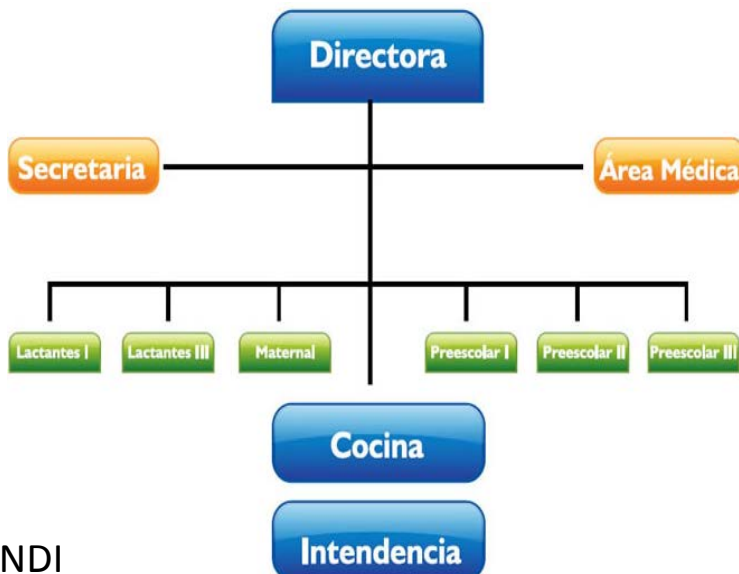 Directora
Secretaria
Área Médica
Lactantes I
Lactantes III
Maternal
Preescolar I
Preescolar II
Preescolar III
Cocina
Intendencia
NDI